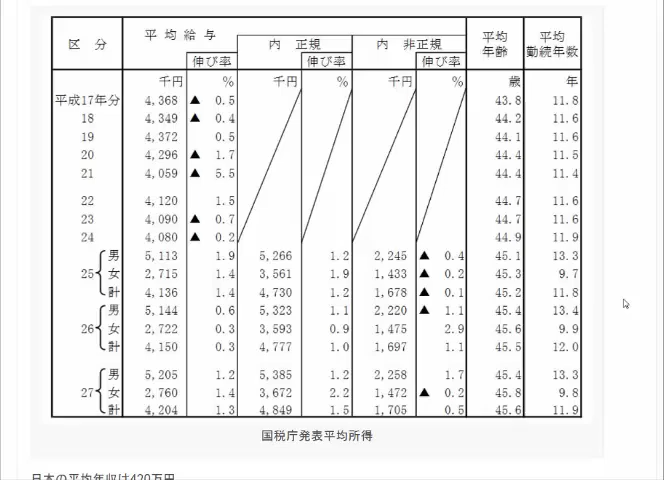 区 分 平 均 給 与 平均年齢 平均勤続年数
内 正規 内 非正規
伸び率 伸び率 伸び率
千円 % 千円 % 千円 % 歳 年
平成17年分 4,368 ▲ 0.5 43.8 11.8
18 4,349 ▲ 0.4 44.2 11.6
19 4,372 0.5 44.1 11.6
20 4,296 ▲ 1.7 44.4 11.5
21 4,059 ▲ 5.5 44.4 11.4
22 4,120 1.5 44.7 11.6
23 4,090 ▲ 0.7 44.7 11.6
24 4,080 ▲ 0.2 44.9 11.9
男 5,113 1.9 5,266 1.2 2,245 ▲ 0.4 45.1 13.3
25 女 2,715 1.4 3,561 1.9 1,433 ▲ 0.2 45.3 9.7
計 4,136 1.4 4,730 1.2 1,678 ▲ 0.1 45.2 11.8
男 5,144 0.6 5,323 1.1 2,220 ▲ 1.1 45.4 13.4
26 女 2,722 0.3 3,593 0.9 1,475 2.9 45.6 9.9
計 4,150 0.3 4,777 1.0 1,697 1.1 45.5 12.0
男 5,205 1.2 5,385 1.2 2,258 1.7 45.4 13.3
27 女 2,760 1.4 3,672 2.2 1,472 ▲ 0.2 45.8 9.8
計 4,204 1.3 4,849 1.5 1,705 0.5 45.6 11.9
国税庁発表平均所得
日本の平均年収は420万円